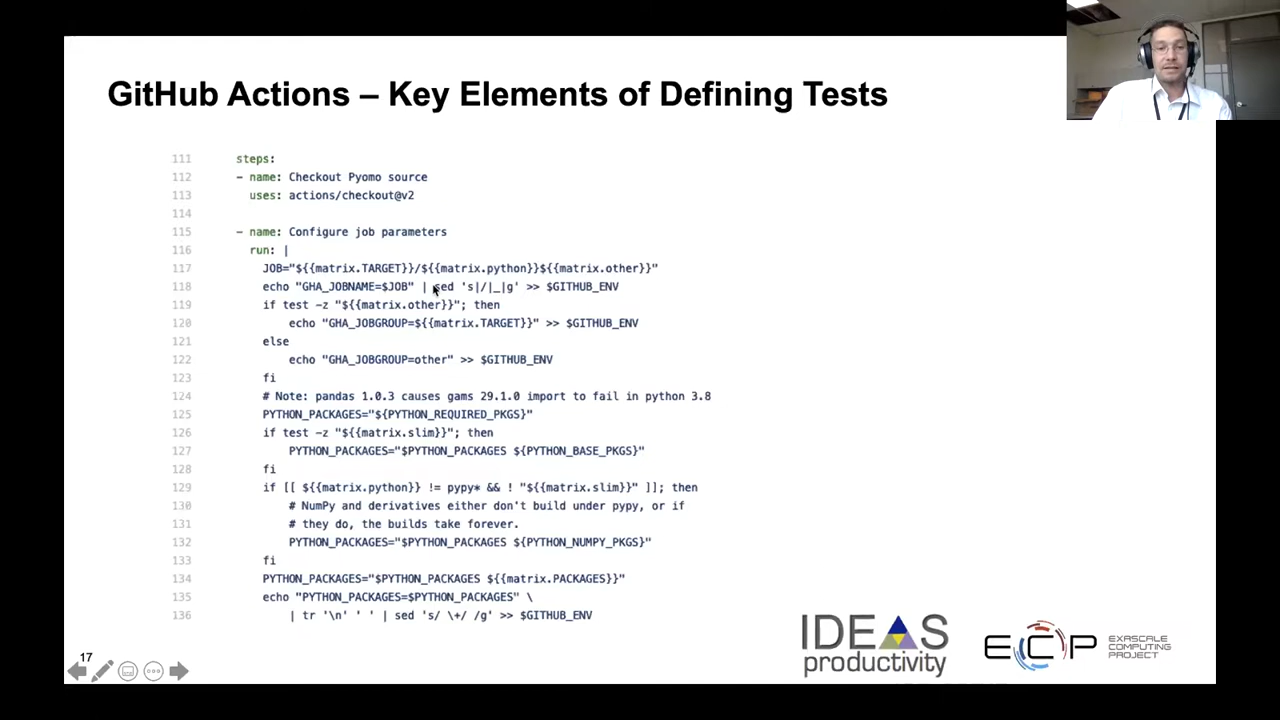 GitHub Actions – Key Elements of Defining Tests
111 steps:
112 - name: Checkout Pyomo source
113 uses: actions/checkout@v2
114
115 - name: Configure job parameters
116 run: |
117 JOB="${{matrix.TARGET}}/${{matrix.python}}${{matrix.other}}"
118 echo "GHA_JOBNAME=$JOB" | sed 's|/|_|g' >> $GITHUB_ENV
119 if test -z "${{matrix.other}}"; then
120 echo "GHA_JOBGROUP=${{matrix.TARGET}}" >> $GITHUB_ENV
121 else
122 echo "GHA_JOBGROUP=other" >> $GITHUB_ENV
123 fi
124 # Note: pandas 1.0.3 causes gams 29.1.0 import to fail in python 3.8
125 PYTHON_PACKAGES="${PYTHON_REQUIRED_PKGS}"
126 if test -z "${{matrix.slim}}"; then
127 PYTHON_PACKAGES="$PYTHON_PACKAGES ${PYTHON_BASE_PKGS}"
128 fi
129 if [[ ${{matrix.python}} != pypy* && ! "${{matrix.slim}}" ]]; then
130 # NumPy and derivatives either don't build under pypy, or if
131 # they do, the builds take forever.
132 PYTHON_PACKAGES="$PYTHON_PACKAGES ${PYTHON_NUMPY_PKGS}"
133 fi
134 PYTHON_PACKAGES="$PYTHON_PACKAGES ${{matrix.PACKAGES}}"
135 echo "PYTHON_PACKAGES=$PYTHON_PACKAGES" \
136 | tr '\n' ' ' | sed 's/ \+/ /g' >> $GITHUB_ENV
17
IDEAS
productivity
ECP
EXASCALE
COMPUTING
PROJECT